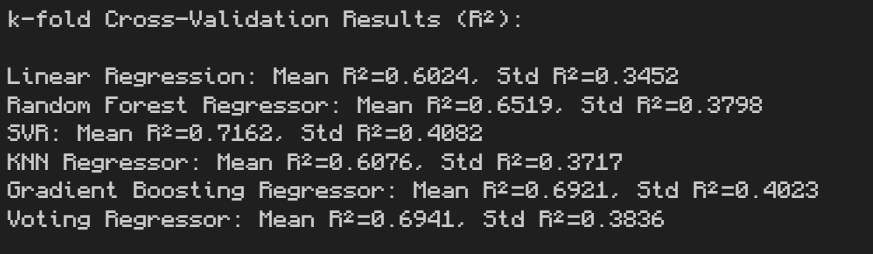 k-fold Cross-Validation Results (R²):
Linear Regression: Mean R²=0.6024, Std R²=0.3452
Random Forest Regressor: Mean R²=0.6519, Std R²=0.3798
SVR: Mean R²=0.7162, Std R²=0.4082
KNN Regressor: Mean R²=0.6076, Std R²=0.3717
Gradient Boosting Regressor: Mean R²=0.6921, Std R²=0.4023
Voting Regressor: Mean R²=0.6941, Std R²=0.3836